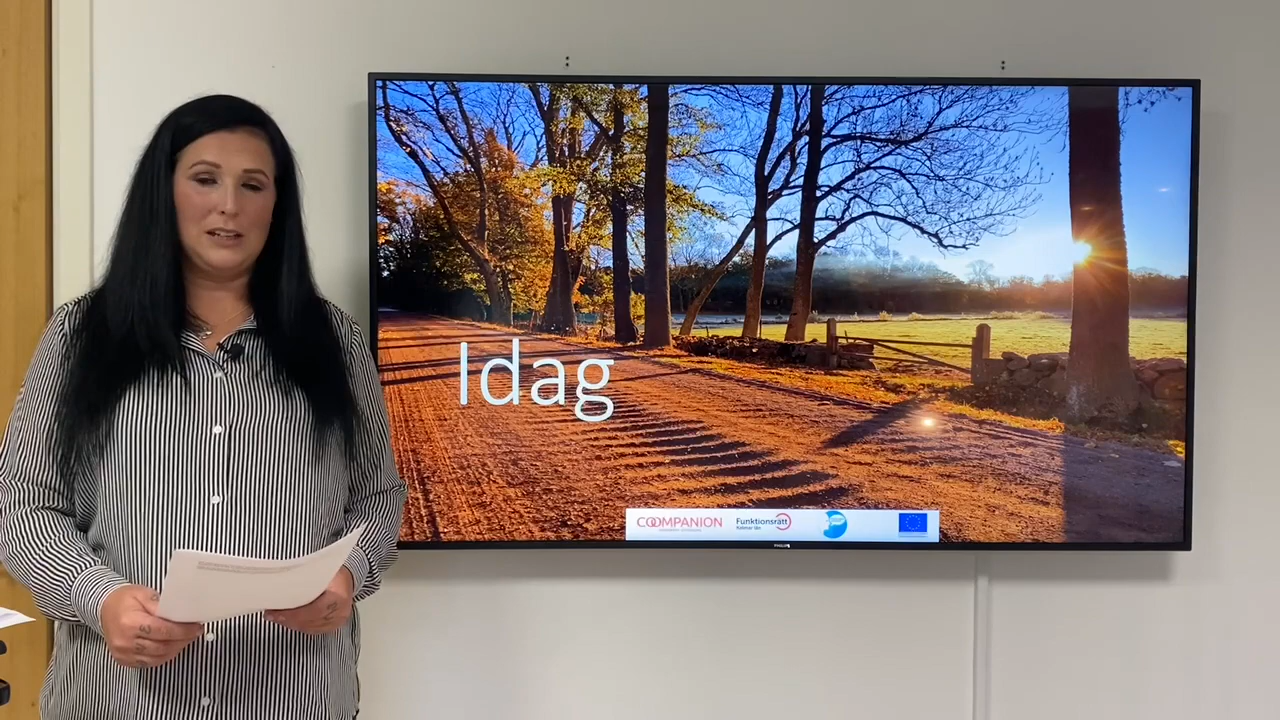 Idag
COOMPANION
Funktionsrätt
Kalmar län
PHILIPS